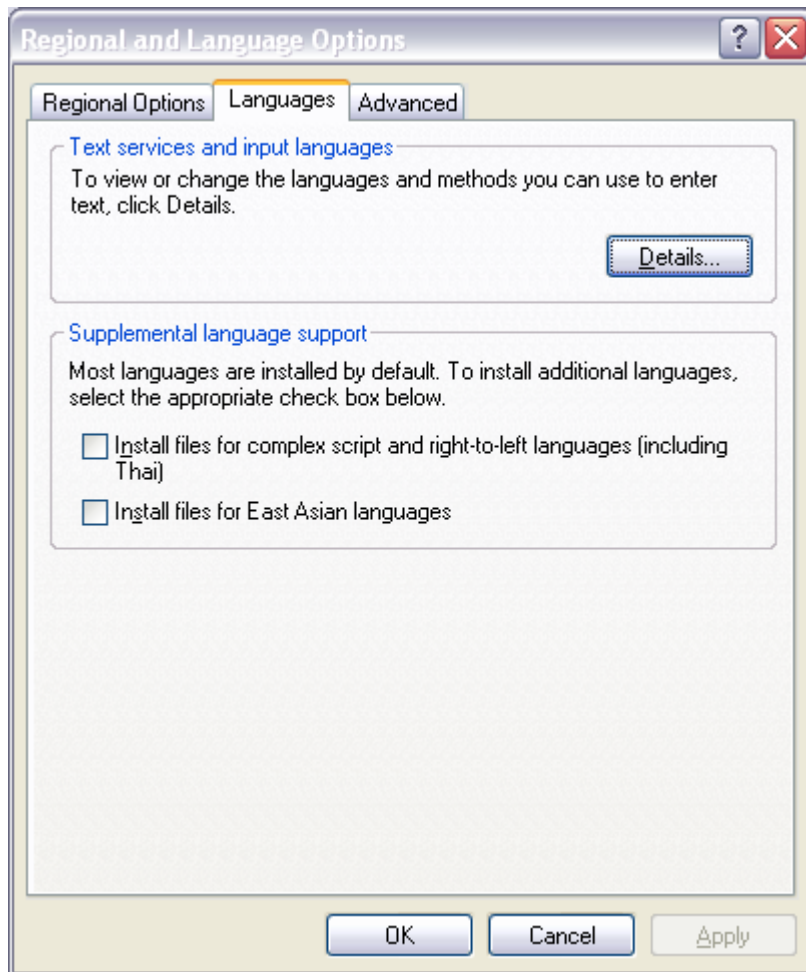 Regional and Language Options
Regional Options
Languages
Advanced
Text services and input languages
To view or change the languages and methods you can use to enter
text, click Details.
Details...
Supplemental language support
Most languages are installed by default. To install additional languages,
select the appropriate check box below.
Install files for complex script and right-to-left languages (including
Thai)
Install files for East Asian languages
OK
Cancel
Apply